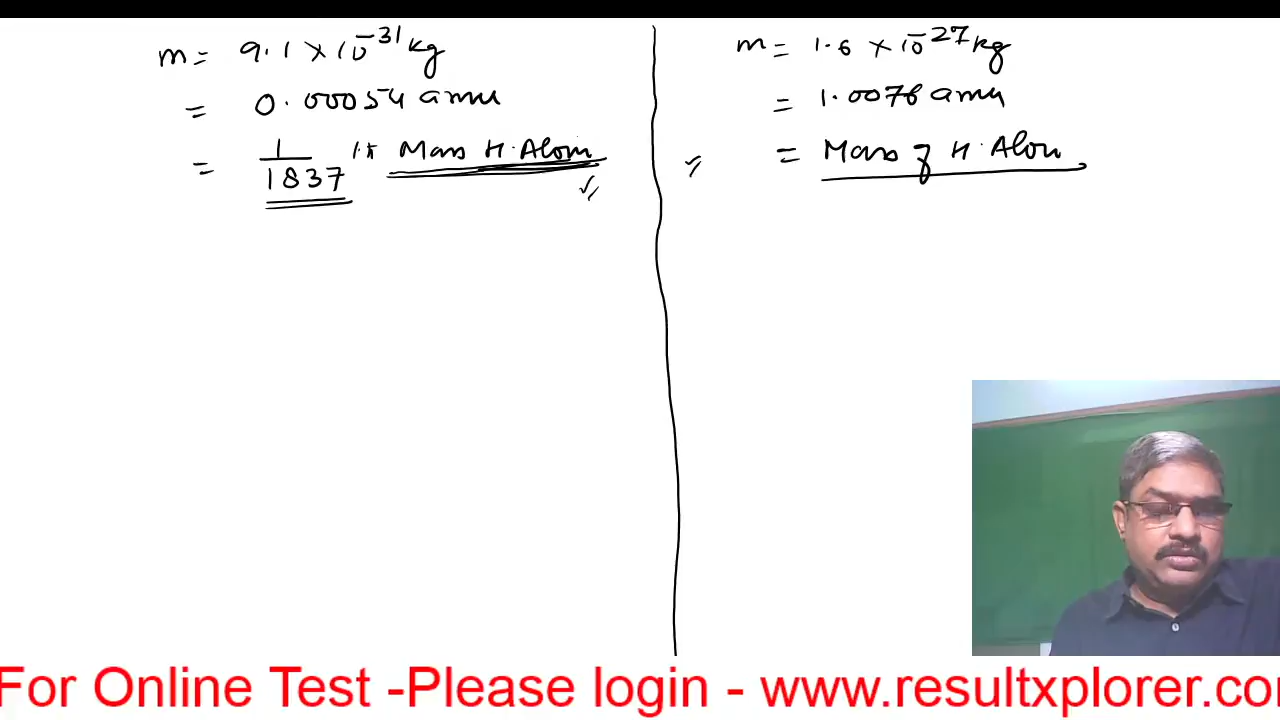 m = 9.1 × 10⁻³¹ kg
= 0.00054 amu
= 1/1837 Mass H. Atom
m = 1.6 × 10⁻²⁷ kg
= 1.0076 amu
= Mass of H. Atom
For Online Test -Please login - www.resultxplorer.co